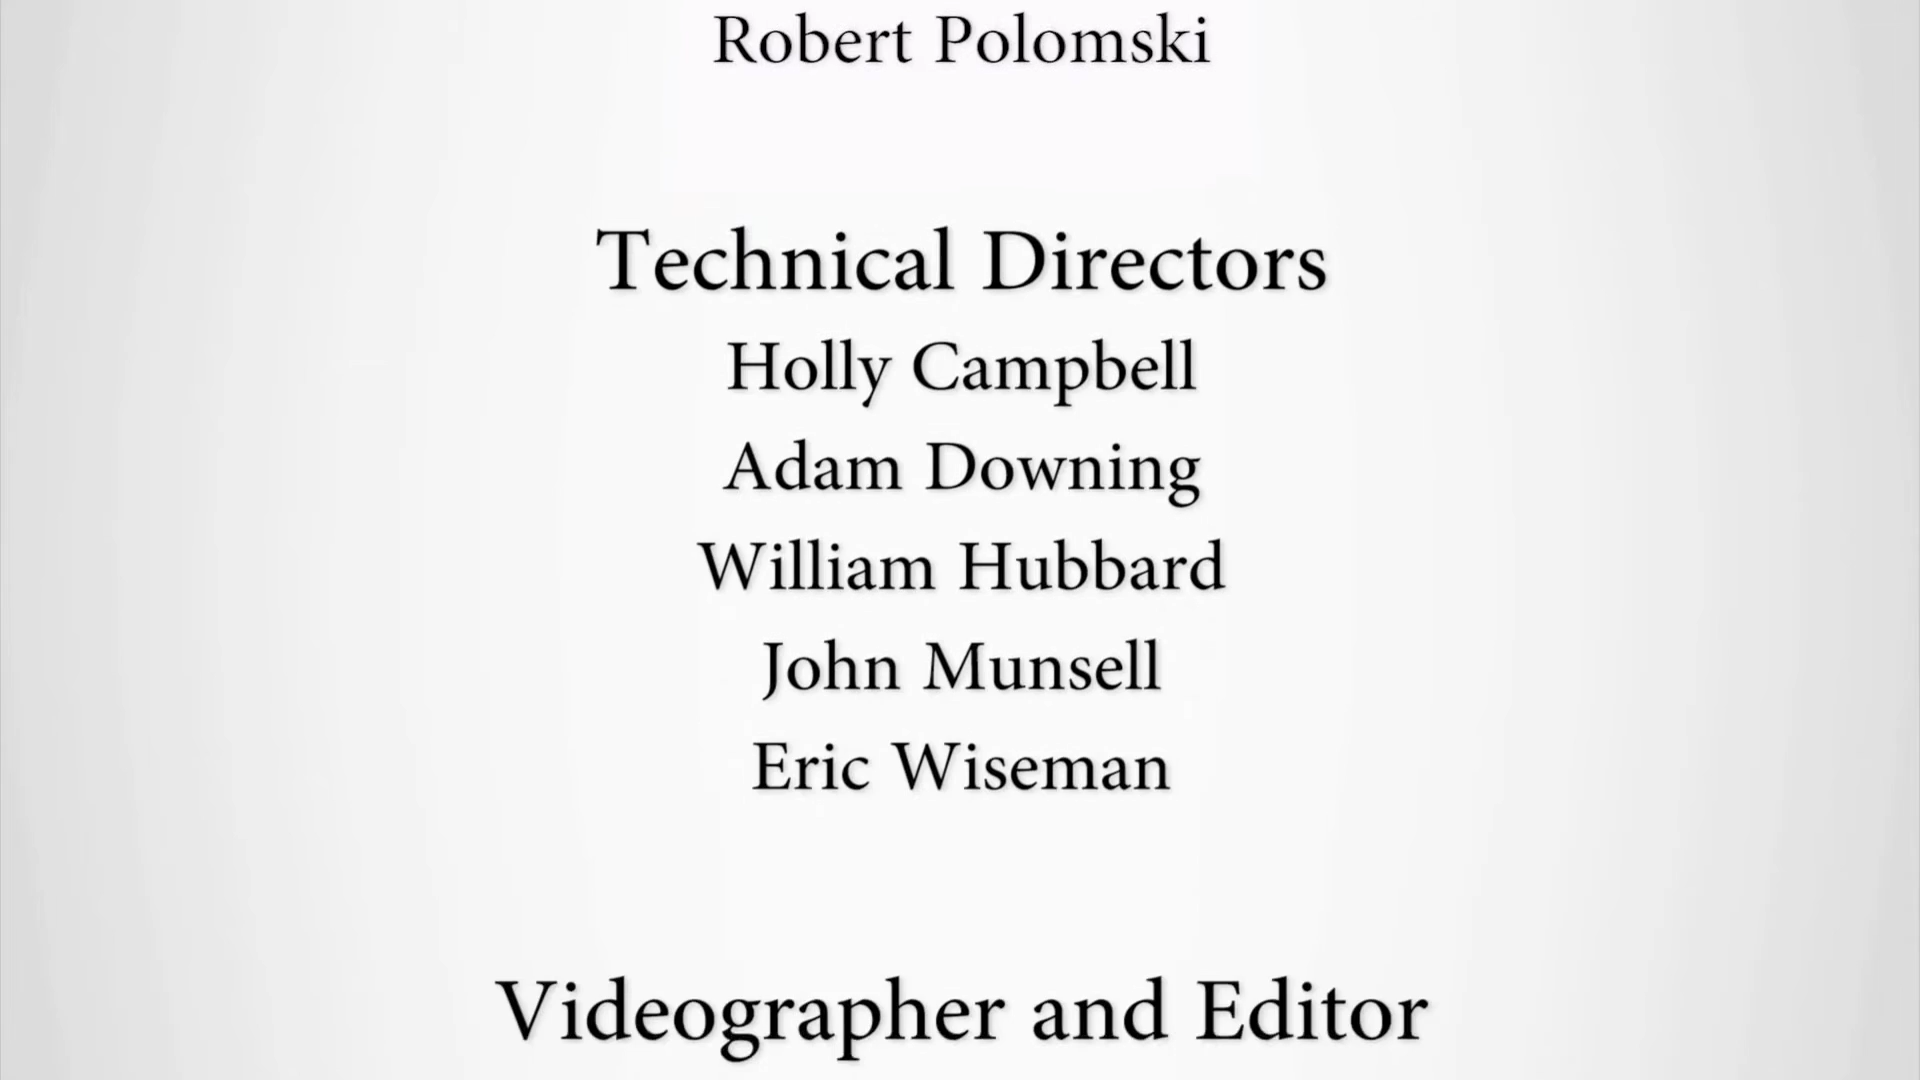 Robert Polomski
Technical Directors
Holly Campbell
Adam Downing
William Hubbard
John Munsell
Eric Wiseman
Videographer and Editor